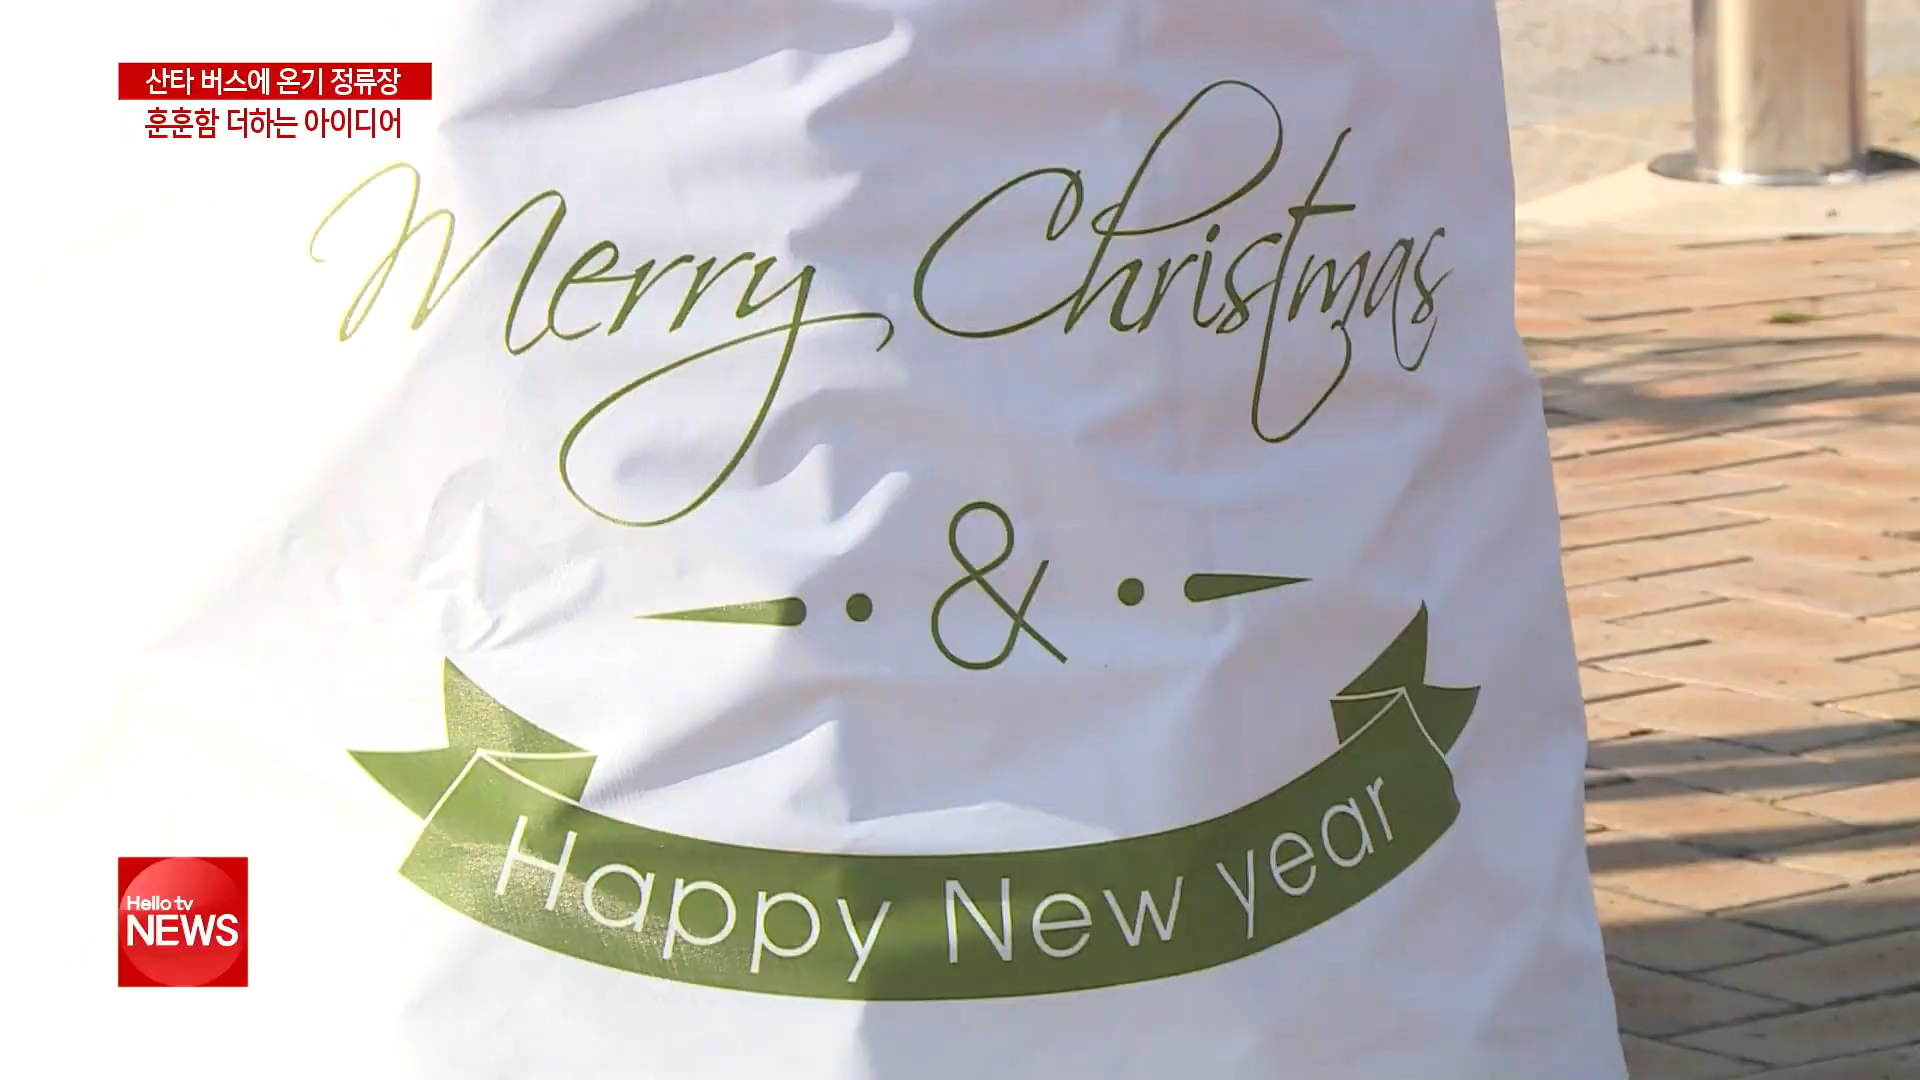 산타 버스에 온기 정류장
훈훈함 더하는 아이디어
Merry Christmas
&
Happy New year
Hello tv
NEWS